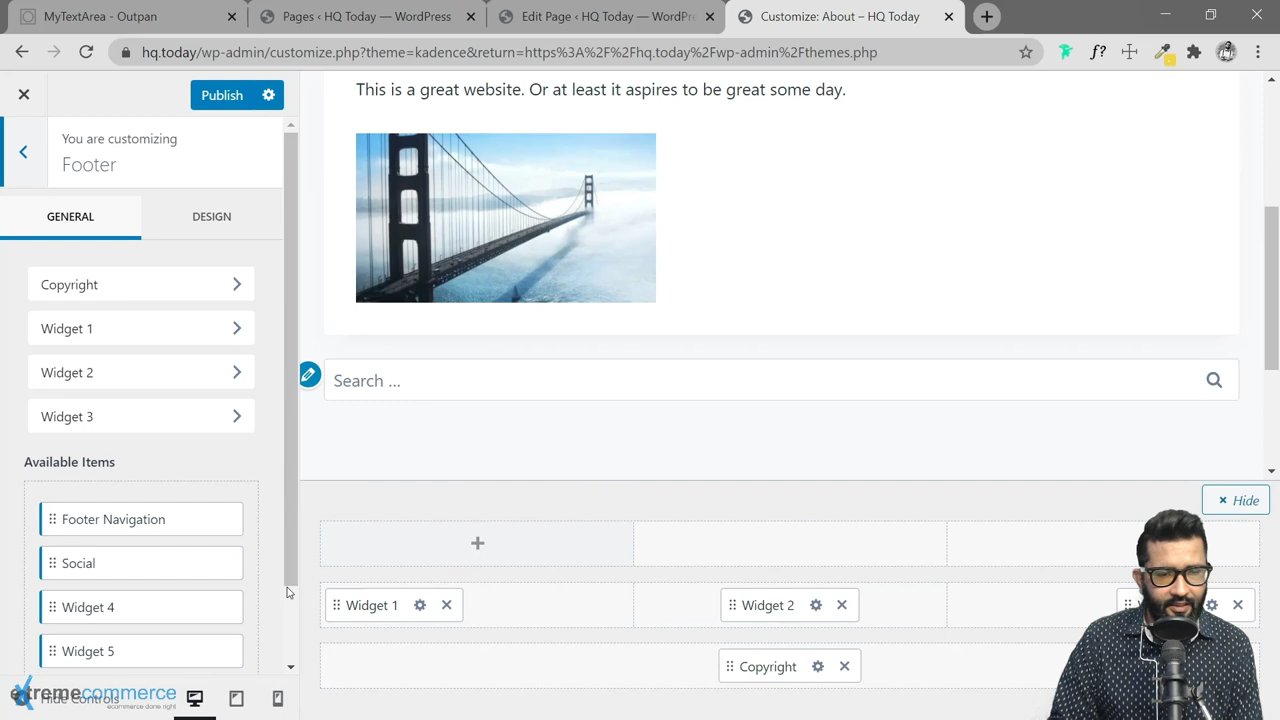 MyTextArea - Outpan
Pages ‹ HQ Today — WordPress
Edit Page ‹ HQ Today — WordPr
Customize: About – HQ Today
hq.today/wp-admin/customize.php?theme=kadence&return=https%3A%2F%2Fhq.today%2Fwp-admin%2Fthemes.php
f?
Publish
You are customizing
Footer
GENERAL
DESIGN
Copyright
Widget 1
Widget 2
Widget 3
Available Items
Footer Navigation
Social
Widget 4
Widget 5
Hide Controls
extremecommerce
ecommerce done right
This is a great website. Or at least it aspires to be great some day.
Search ...
Hide
Widget 1
Widget 2
Copyright